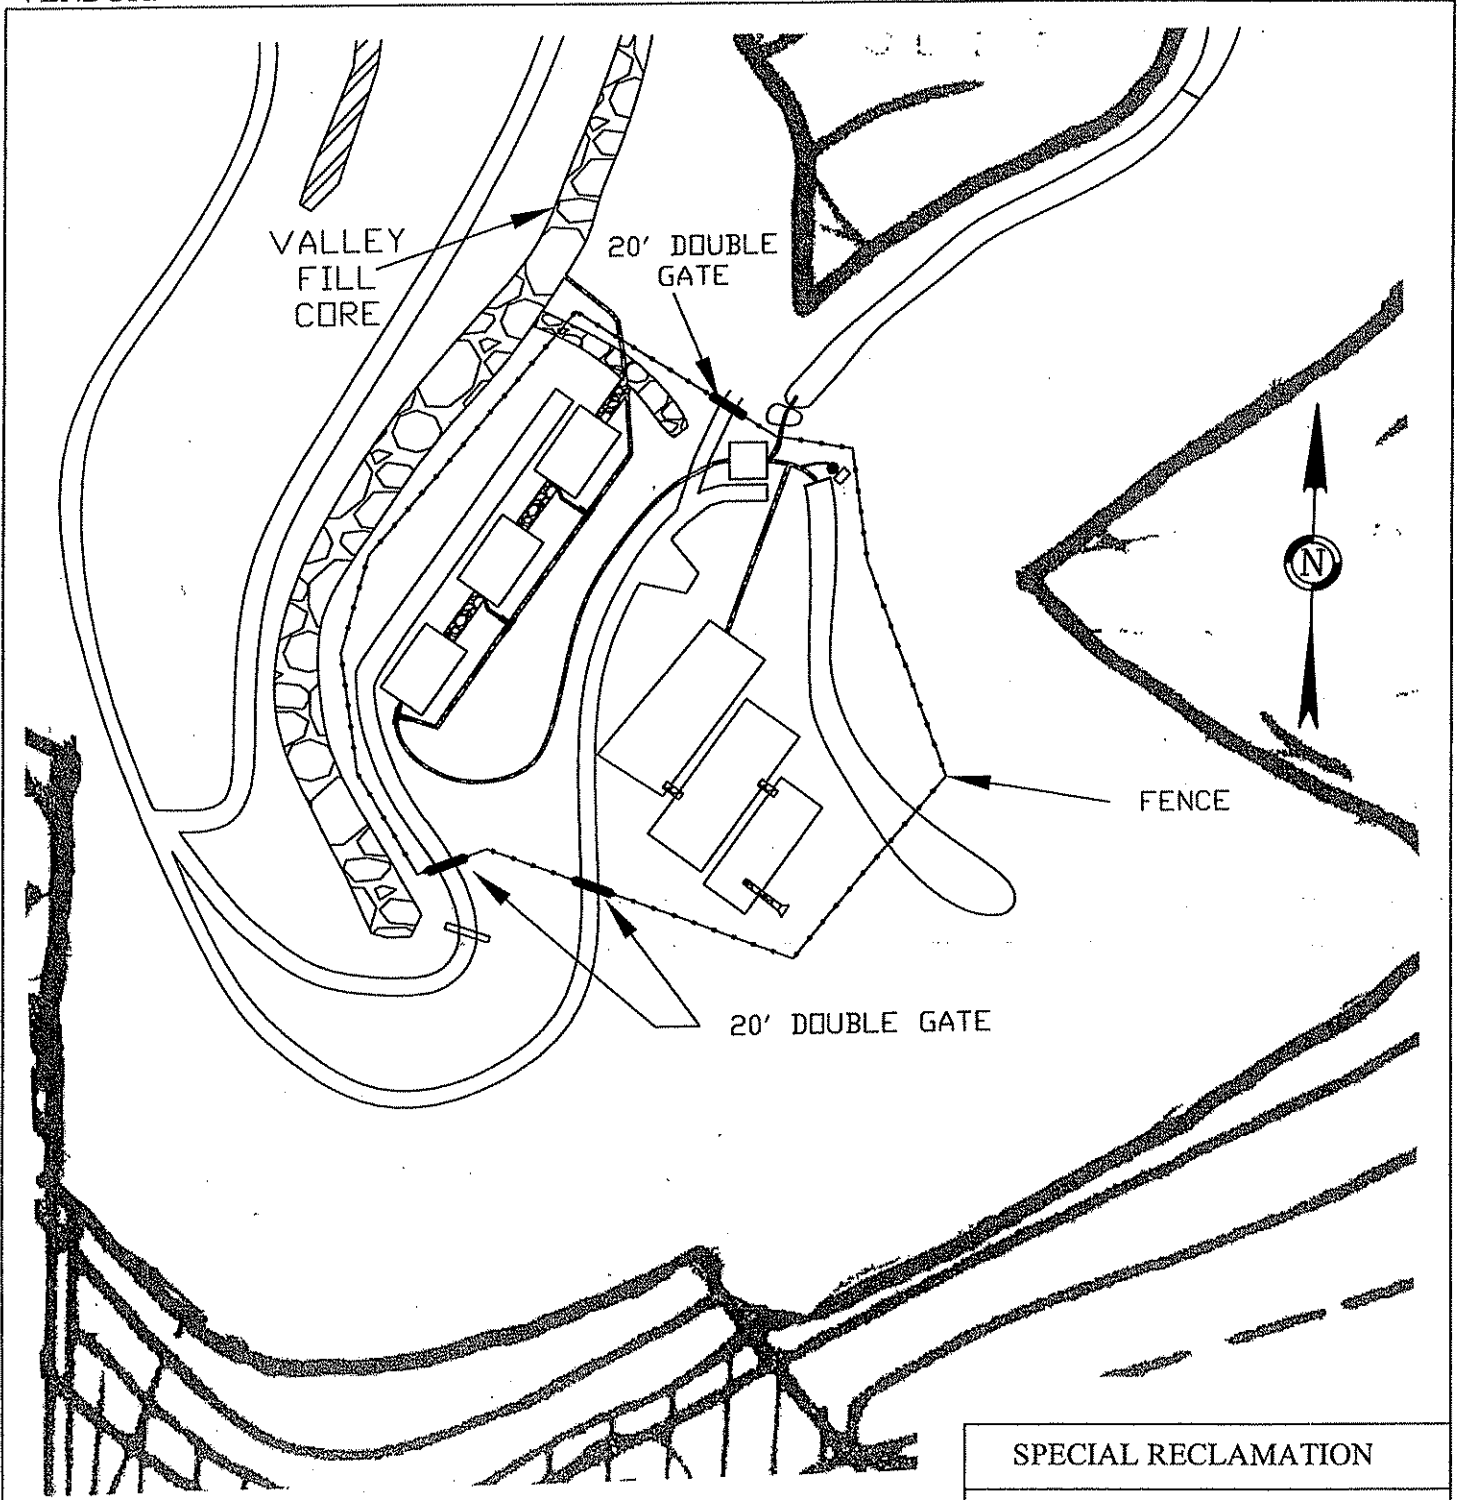 VALLEY
FILL
CORE
20' DOUBLE
GATE
N
FENCE
20' DOUBLE GATE
SPECIAL RECLAMATION